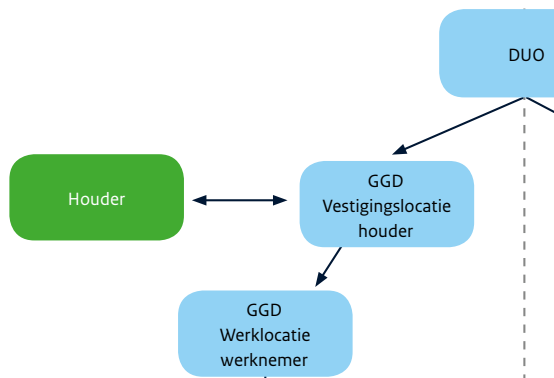 DUO
GGD
Vestigingslocatie
houder
Houder
GGD
Werklocatie
werknemer